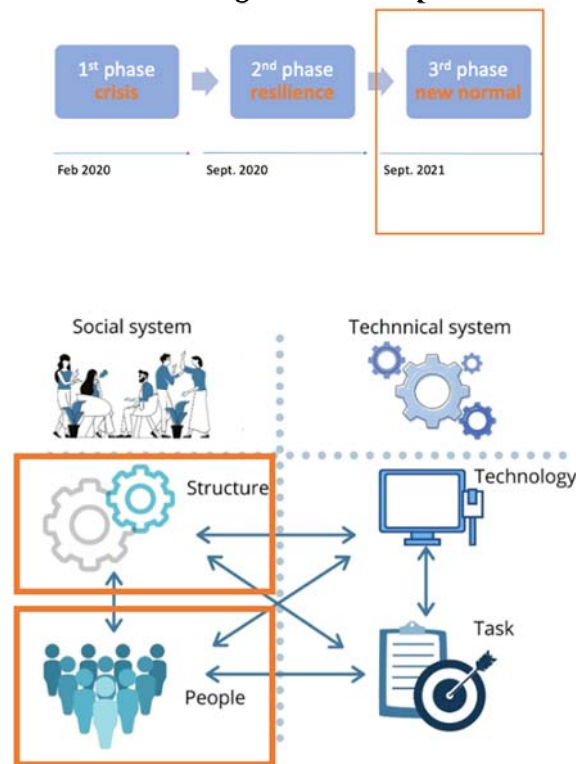 1st phase
crisis
2nd phase
resilience
3rd phase
new normal
Feb 2020
Sept. 2020
Sept. 2021
Social system
Technnical system
Structure
Technology
People
Task